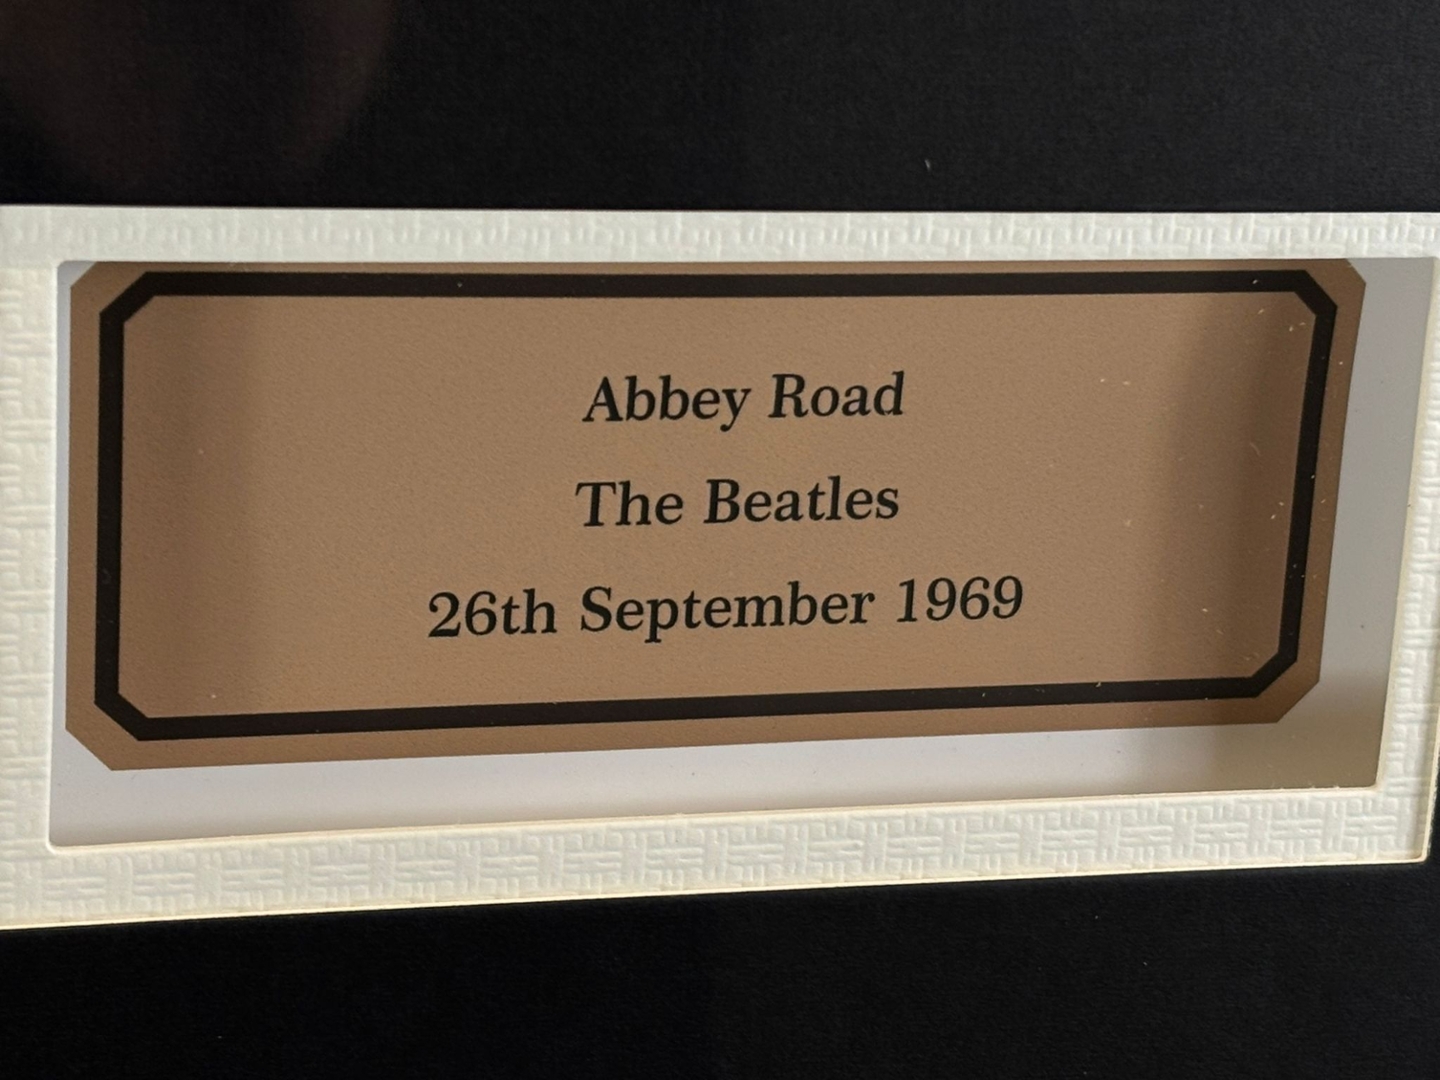 Abbey Road
The Beatles
26th September 1969